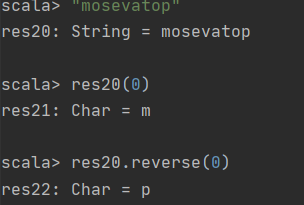 scala> "mosevatop"
res20: String = mosevatop
scala> res20(0)
res21: Char = m
scala> res20.reverse(0)
res22: Char = p